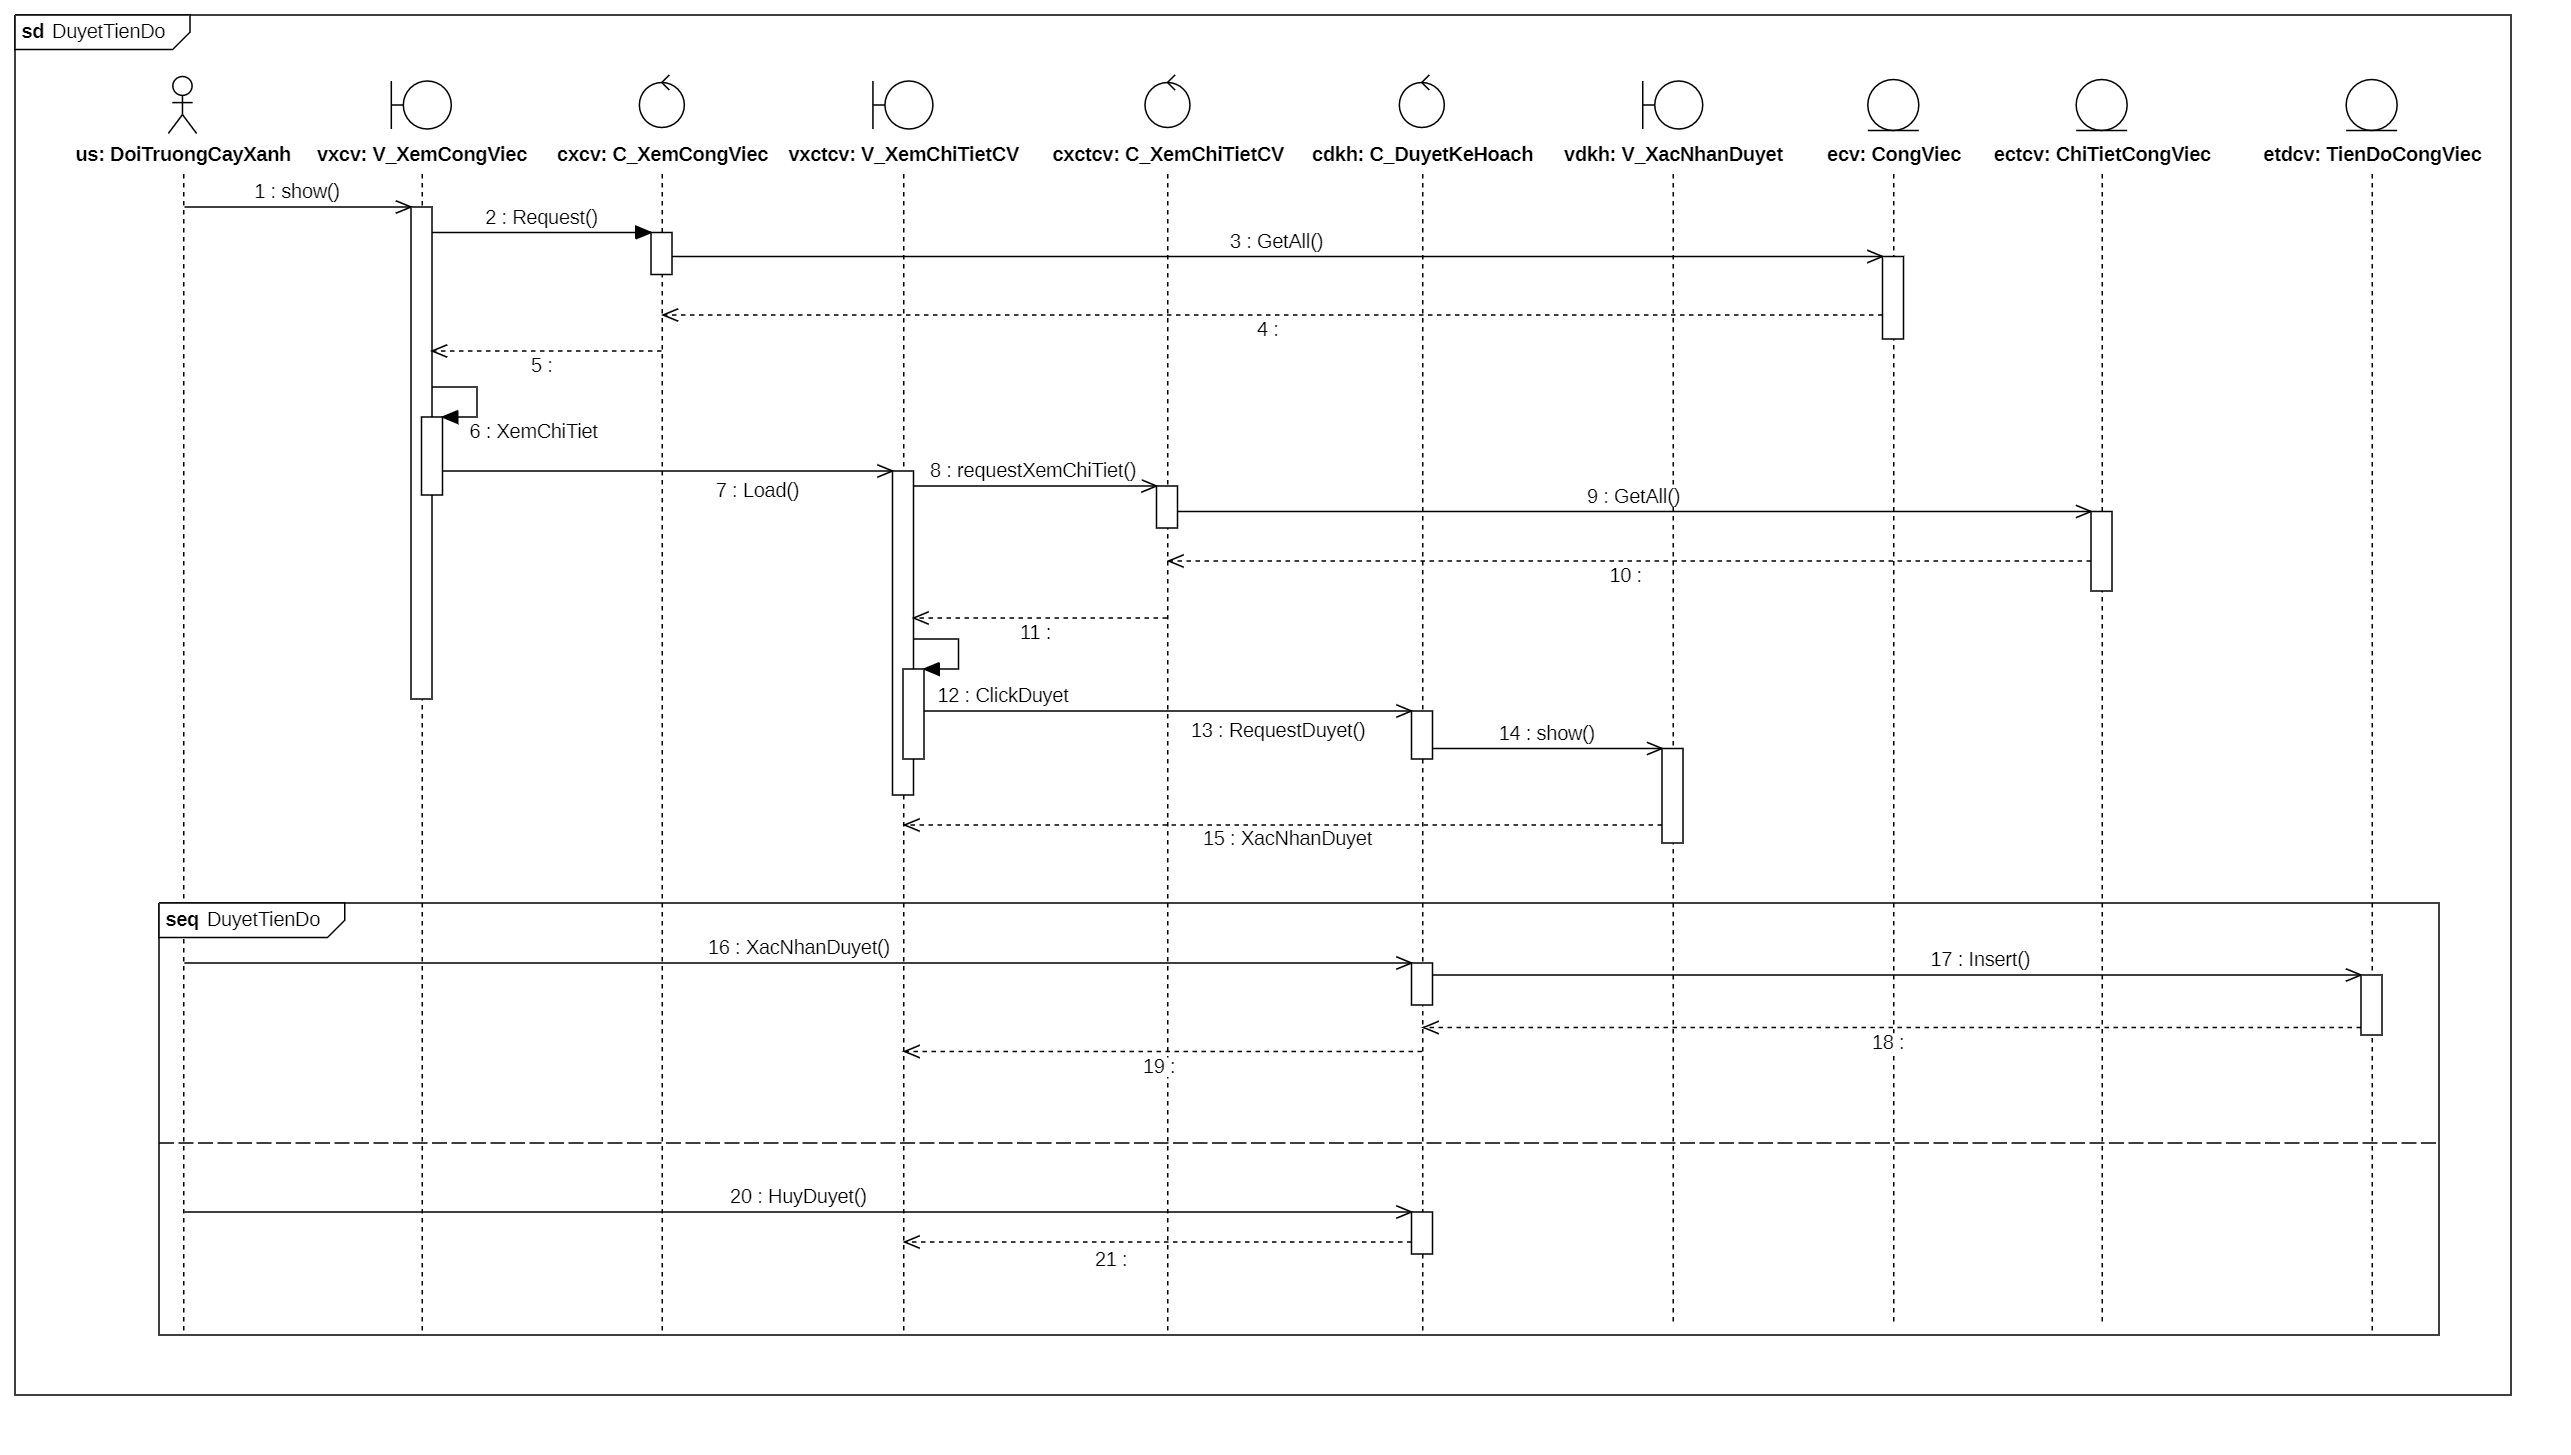 sd DuyetTienDo
us: DoiTruongCayXanh
vxcv: V_XemCongViec
cxcv: C_XemCongViec
vxctcv: V_XemChiTietCV
cxctcv: C_XemChiTietCV
cdkh: C_DuyetKeHoach
vdkh: V_XacNhanDuyet
ecv: CongViec
ectcv: ChiTietCongViec
etdcv: TienDoCongViec
1 : show()
2 : Request()
3 : GetAll()
4 :
5 :
6 : XemChiTiet
7 : Load()
8 : requestXemChiTiet()
9 : GetAll()
10 :
11 :
12 : ClickDuyet
13 : RequestDuyet()
14 : show()
15 : XacNhanDuyet
seq DuyetTienDo
16 : XacNhanDuyet()
17 : Insert()
18 :
19 :
20 : HuyDuyet()
21 :